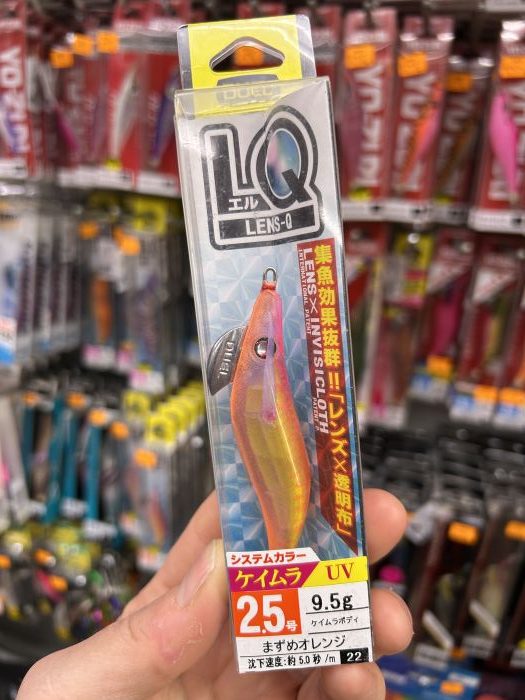 DUEL
LQ
エル
LENS-Q
集魚効果抜群!!「レンズ×透明布」
LENS×INVISICLOTH
INTERNATIONAL PATENT
DUEL
システムカラー
ケイムラ UV
2.5号
9.5g
ケイムラボディ
まずめオレンジ
沈下速度:約5.0秒/m 22
YO-ZURI